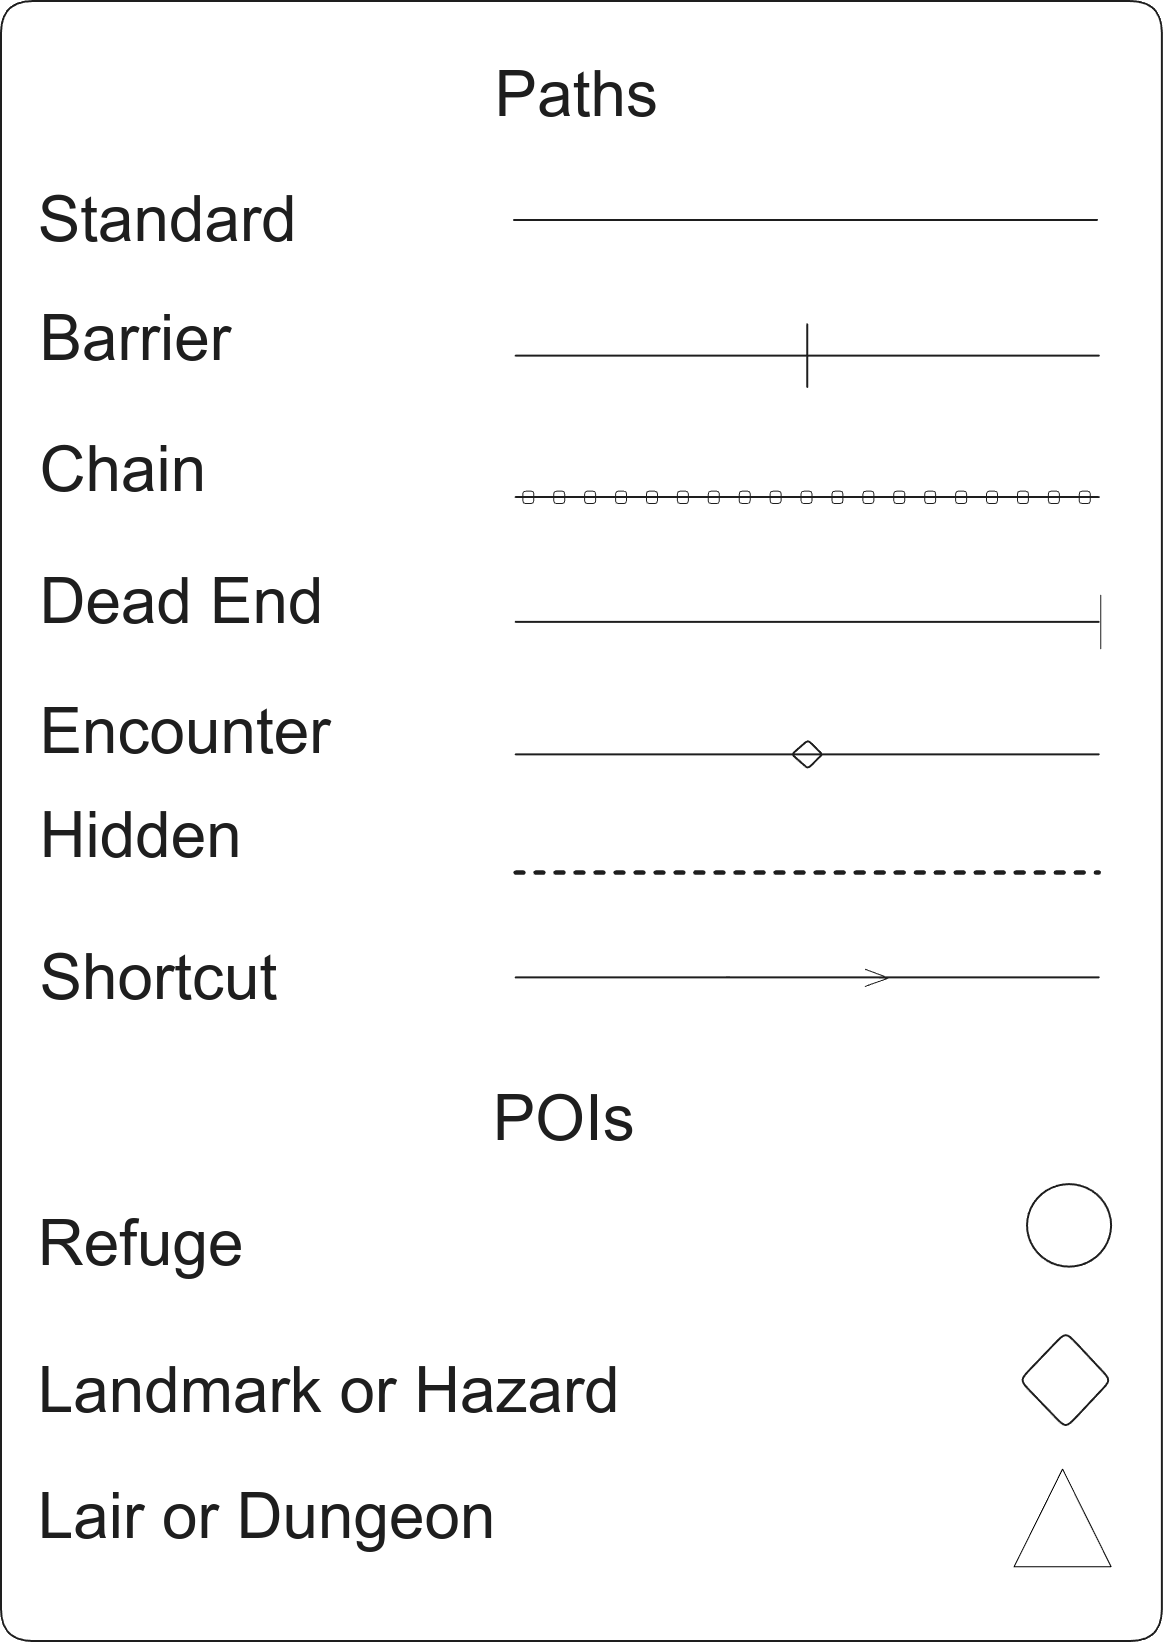 Paths
Standard
Barrier
Chain
Dead End
Encounter
Hidden
Shortcut
POIs
Refuge
Landmark or Hazard
Lair or Dungeon